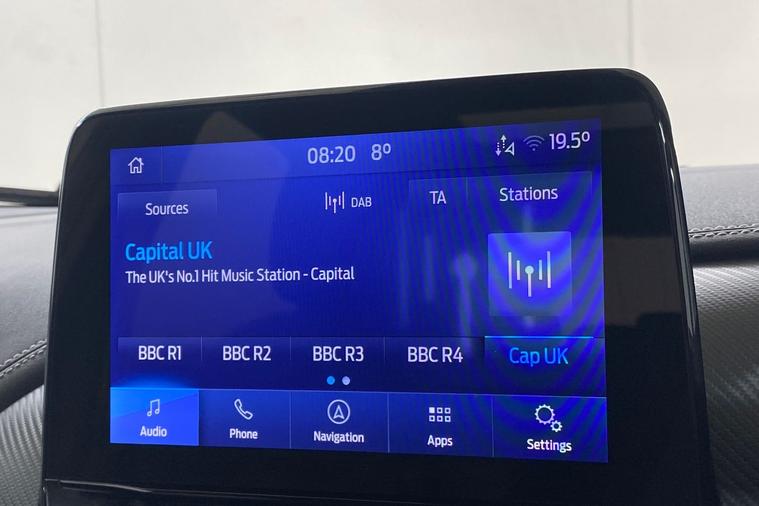 08:20 8° 19.5°
Sources DAB TA Stations
Capital UK
The UK's No.1 Hit Music Station - Capital
BBC R1 BBC R2 BBC R3 BBC R4 Cap UK
Audio Phone Navigation Apps Settings